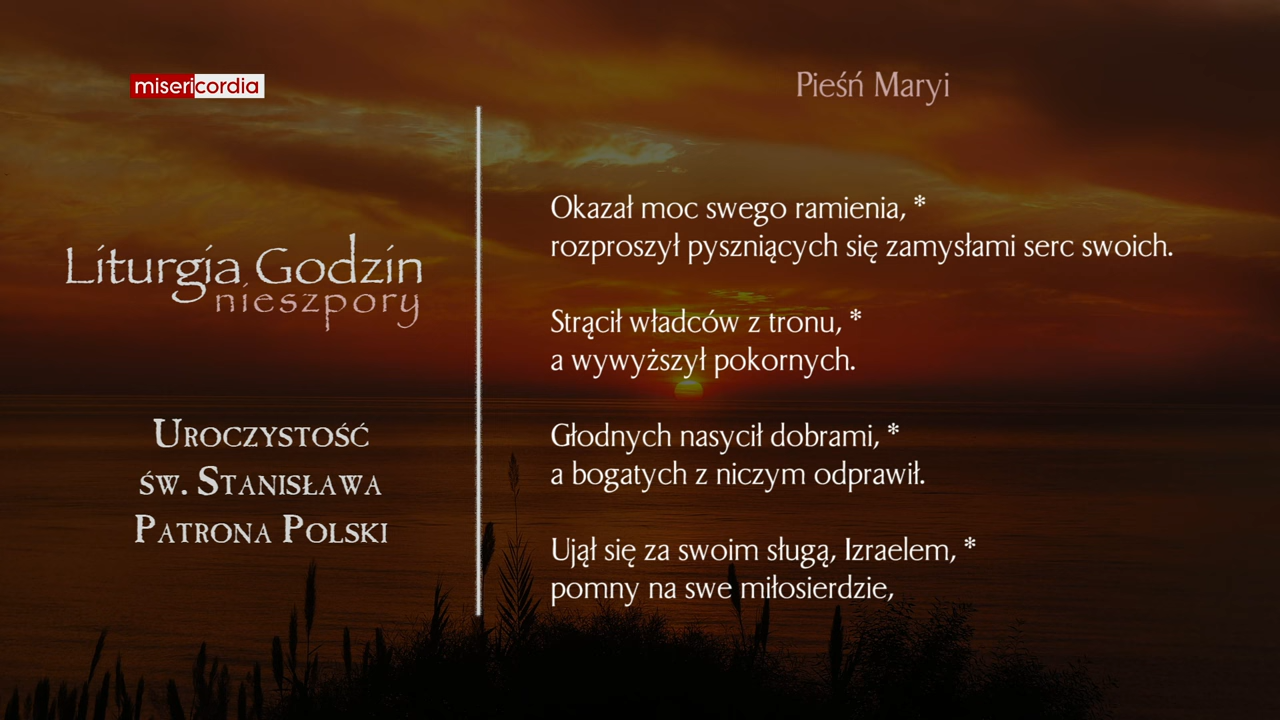 misericordia
Liturgia Godzin
nieszpory
Uroczystość
św. Stanisława
Patrona Polski
Pieśń Maryi
Okazał moc swego ramienia, *
rozproszył pyszniących się zamysłami serc swoich.
Strącił władców z tronu, *
a wywyższył pokornych.
Głodnych nasycił dobrami, *
a bogatych z niczym odprawił.
Ujął się za swoim sługą, Izraelem, *
pomny na swe miłosierdzie,